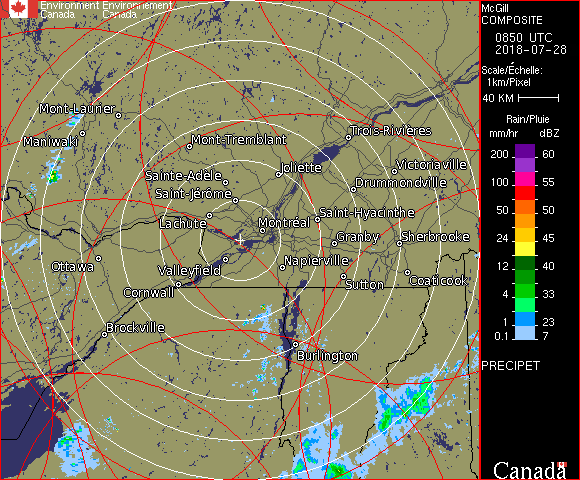 Environment Environnement
Canada Canada
McGill
COMPOSITE
0850 UTC
2018-07-28
Scale/Échelle:
1km/Pixel
40 KM
Rain/Pluie
mm/hr dBZ
200 60
100 55
50 50
24 45
12 40
4 33
1 23
0.1 7
PRECIPET
Canada
Mont-Laurier
Maniwaki
Mont-Tremblant
Trois-Rivières
Sainte-Adèle
Joliette
Victoriaville
Saint-Jérôme
Drummondville
Lachute
Montréal
Saint-Hyacinthe
Granby
Sherbrooke
Ottawa
Valleyfield
Napierville
Cornwall
Sutton
Coaticook
Brockville
Burlington